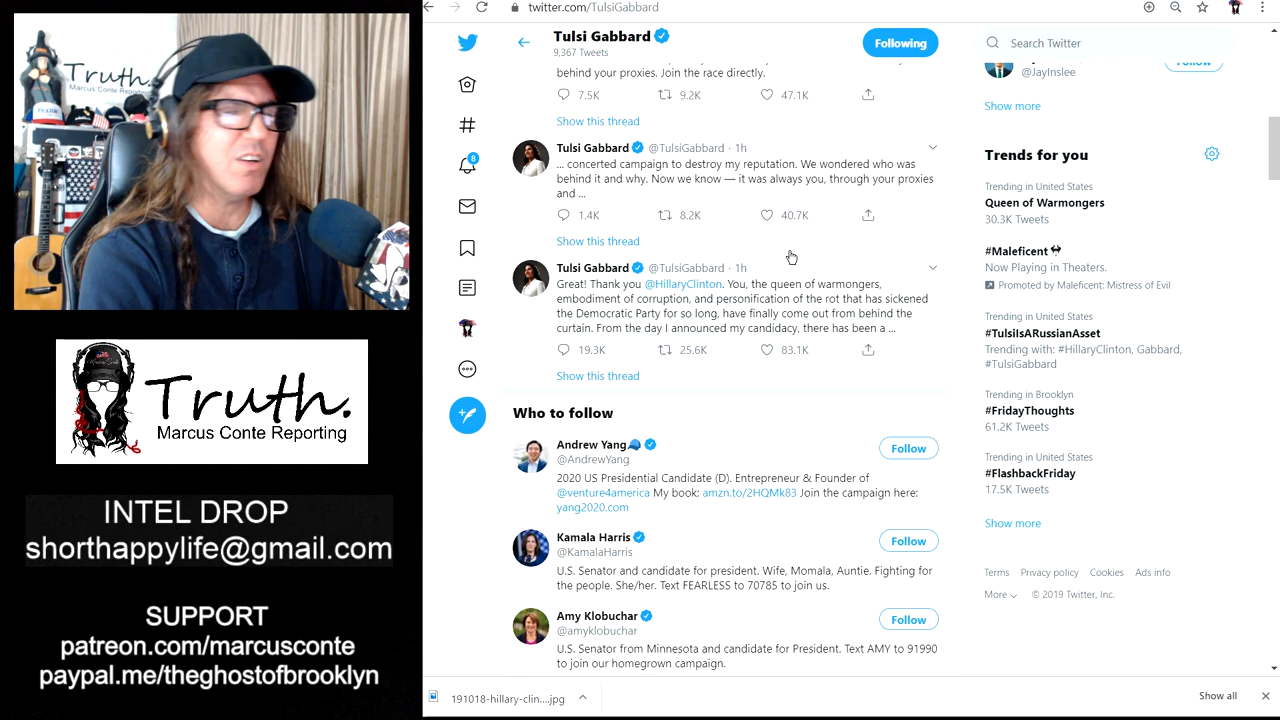 twitter.com/TulsiGabbard
Tulsi Gabbard
9,367 Tweets
Following
Search Twitter
behind your proxies. Join the race directly.
7.5K 9.2K 47.1K
Show this thread
Tulsi Gabbard @TulsiGabbard · 1h
... concerted campaign to destroy my reputation. We wondered who was
behind it and why. Now we know — it was always you, through your proxies
and ...
1.4K 8.2K 40.7K
Show this thread
Tulsi Gabbard @TulsiGabbard · 1h
Great! Thank you @HillaryClinton. You, the queen of warmongers,
embodiment of corruption, and personification of the rot that has sickened
the Democratic Party for so long, have finally come out from behind the
curtain. From the day I announced my candidacy, there has been a ...
19.3K 25.6K 83.1K
Show this thread
Who to follow
Andrew Yang
@AndrewYang
Follow
2020 US Presidential Candidate (D). Entrepreneur & Founder of
@venture4america My book: amzn.to/2HQMk83 Join the campaign here:
yang2020.com
Kamala Harris
@KamalaHarris
Follow
U.S. Senator and candidate for president. Wife, Momala, Auntie. Fighting for
the people. She/her. Text FEARLESS to 70785 to join us.
Amy Klobuchar
@amyklobuchar
Follow
U.S. Senator from Minnesota and candidate for President. Text AMY to 91990
to join our homegrown campaign.
@JayInslee
Follow
Show more
Trends for you
Trending in United States
Queen of Warmongers
30.3K Tweets
#Maleficent
Now Playing in Theaters.
Promoted by Maleficent: Mistress of Evil
Trending in United States
#TulsiIsARussianAsset
Trending with: #HillaryClinton, Gabbard,
#TulsiGabbard
Trending in Brooklyn
#FridayThoughts
61.2K Tweets
Trending in United States
#FlashbackFriday
17.5K Tweets
Show more
Terms Privacy policy Cookies Ads info
More © 2019 Twitter, Inc.
8
191018-hillary-clin....jpg
Show all
Truth.
Marcus Conte Reporting
Truth.
Marcus Conte Reporting
INTEL DROP
shorthappylife@gmail.com
SUPPORT
patreon.com/marcusconte
paypal.me/theghostofbrooklyn